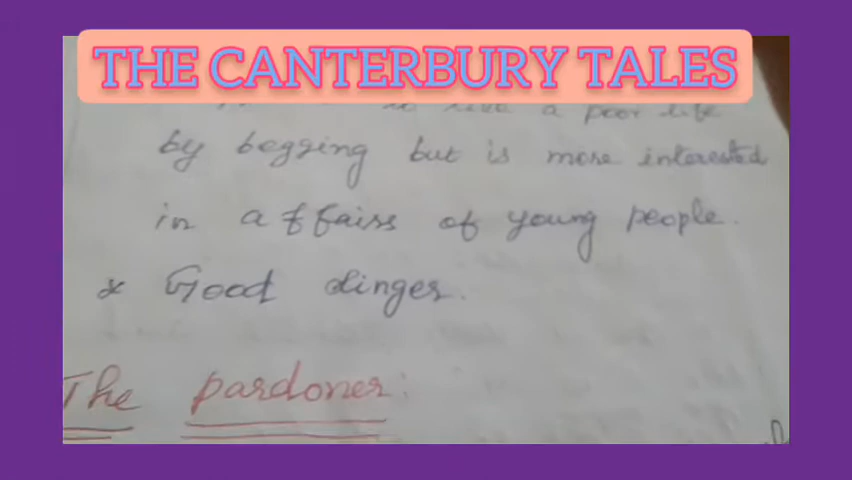 THE CANTERBURY TALES
a poor life
by begging but is more interested
in affairs of young people.
* Good
The pardoner: